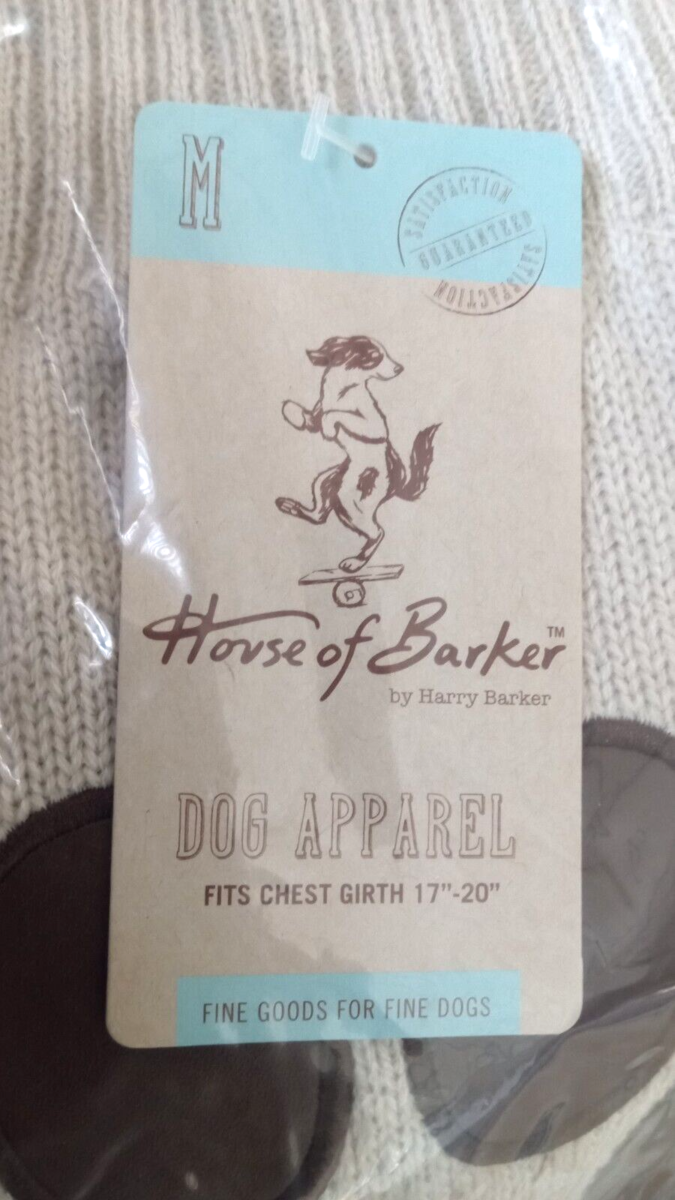 M
SATISFACTION
GUARANTEED
SATISFACTION
House of Barker™
by Harry Barker
DOG APPAREL
FITS CHEST GIRTH 17"-20"
FINE GOODS FOR FINE DOGS